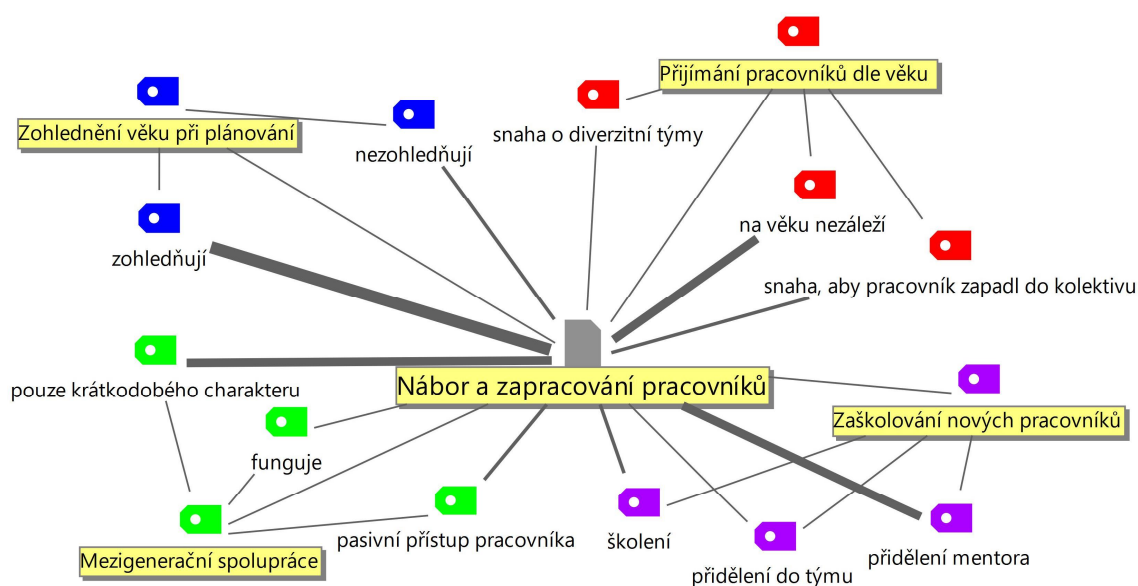 Přijímání pracovníků dle věku
Zohlednění věku při plánování
nezohledňují
snaha o diverzitní týmy
na věku nezáleží
zohledňují
snaha, aby pracovník zapadl do kolektivu
pouze krátkodobého charakteru
Nábor a zapracování pracovníků
Zaškolování nových pracovníků
funguje
pasivní přístup pracovníka
školení
přidělení mentora
Mezigenerační spolupráce
přidělení do týmu